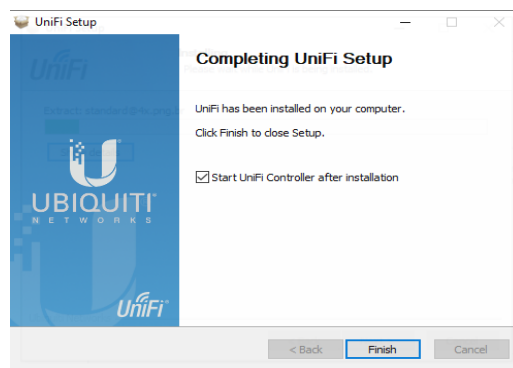 UniFi Setup
UniFi
Completing UniFi Setup
UniFi has been installed on your computer.
Click Finish to close Setup.
Start UniFi Controller after installation
UBIQUITI
NETWORKS
UniFi
< Back
Finish
Cancel